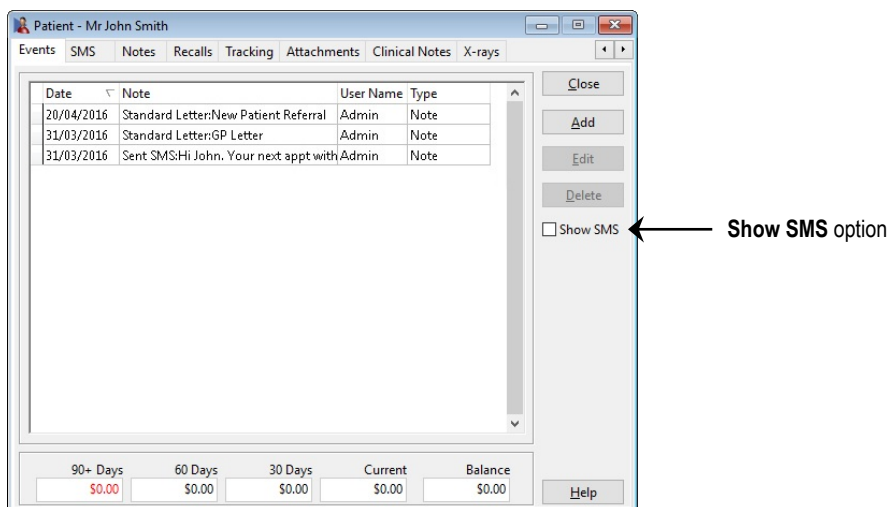 Patient - Mr John Smith
Events SMS Notes Recalls Tracking Attachments Clinical Notes X-rays
Date Note User Name Type
20/04/2016 Standard Letter:New Patient Referral Admin Note
31/03/2016 Standard Letter:GP Letter Admin Note
31/03/2016 Sent SMS:Hi John. Your next appt with Admin Note
Close
Add
Edit
Delete
Show SMS
Show SMS option
90+ Days 60 Days 30 Days Current Balance
$0.00 $0.00 $0.00 $0.00 $0.00
Help